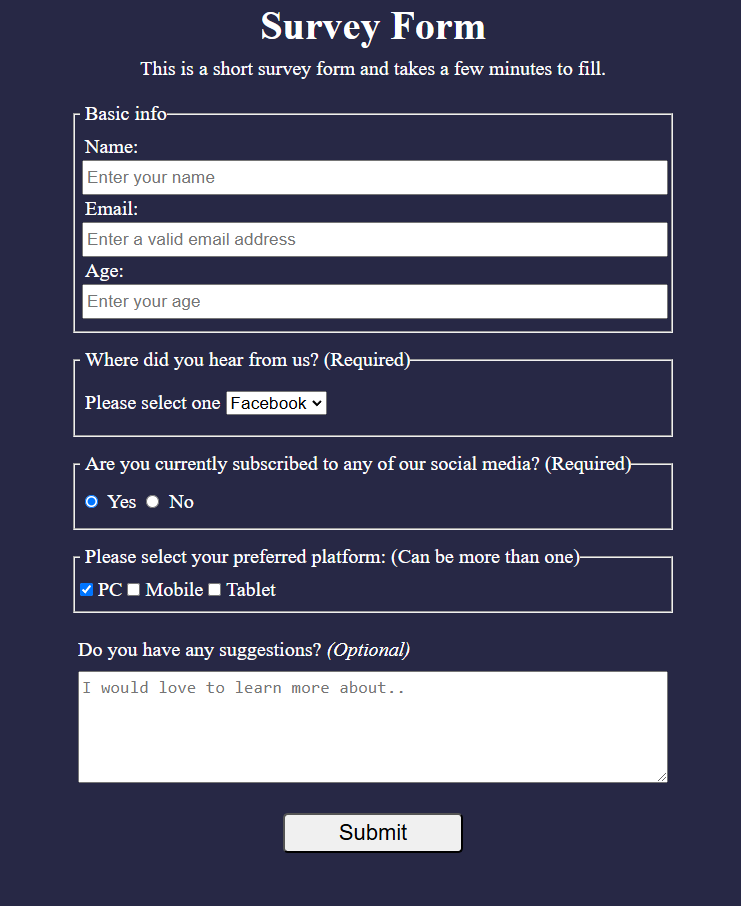 Survey Form
This is a short survey form and takes a few minutes to fill.
Basic info
Name:
Enter your name
Email:
Enter a valid email address
Age:
Enter your age
Where did you hear from us? (Required)
Please select one Facebook
Are you currently subscribed to any of our social media? (Required)
Yes No
Please select your preferred platform: (Can be more than one)
PC Mobile Tablet
Do you have any suggestions? (Optional)
I would love to learn more about..
Submit